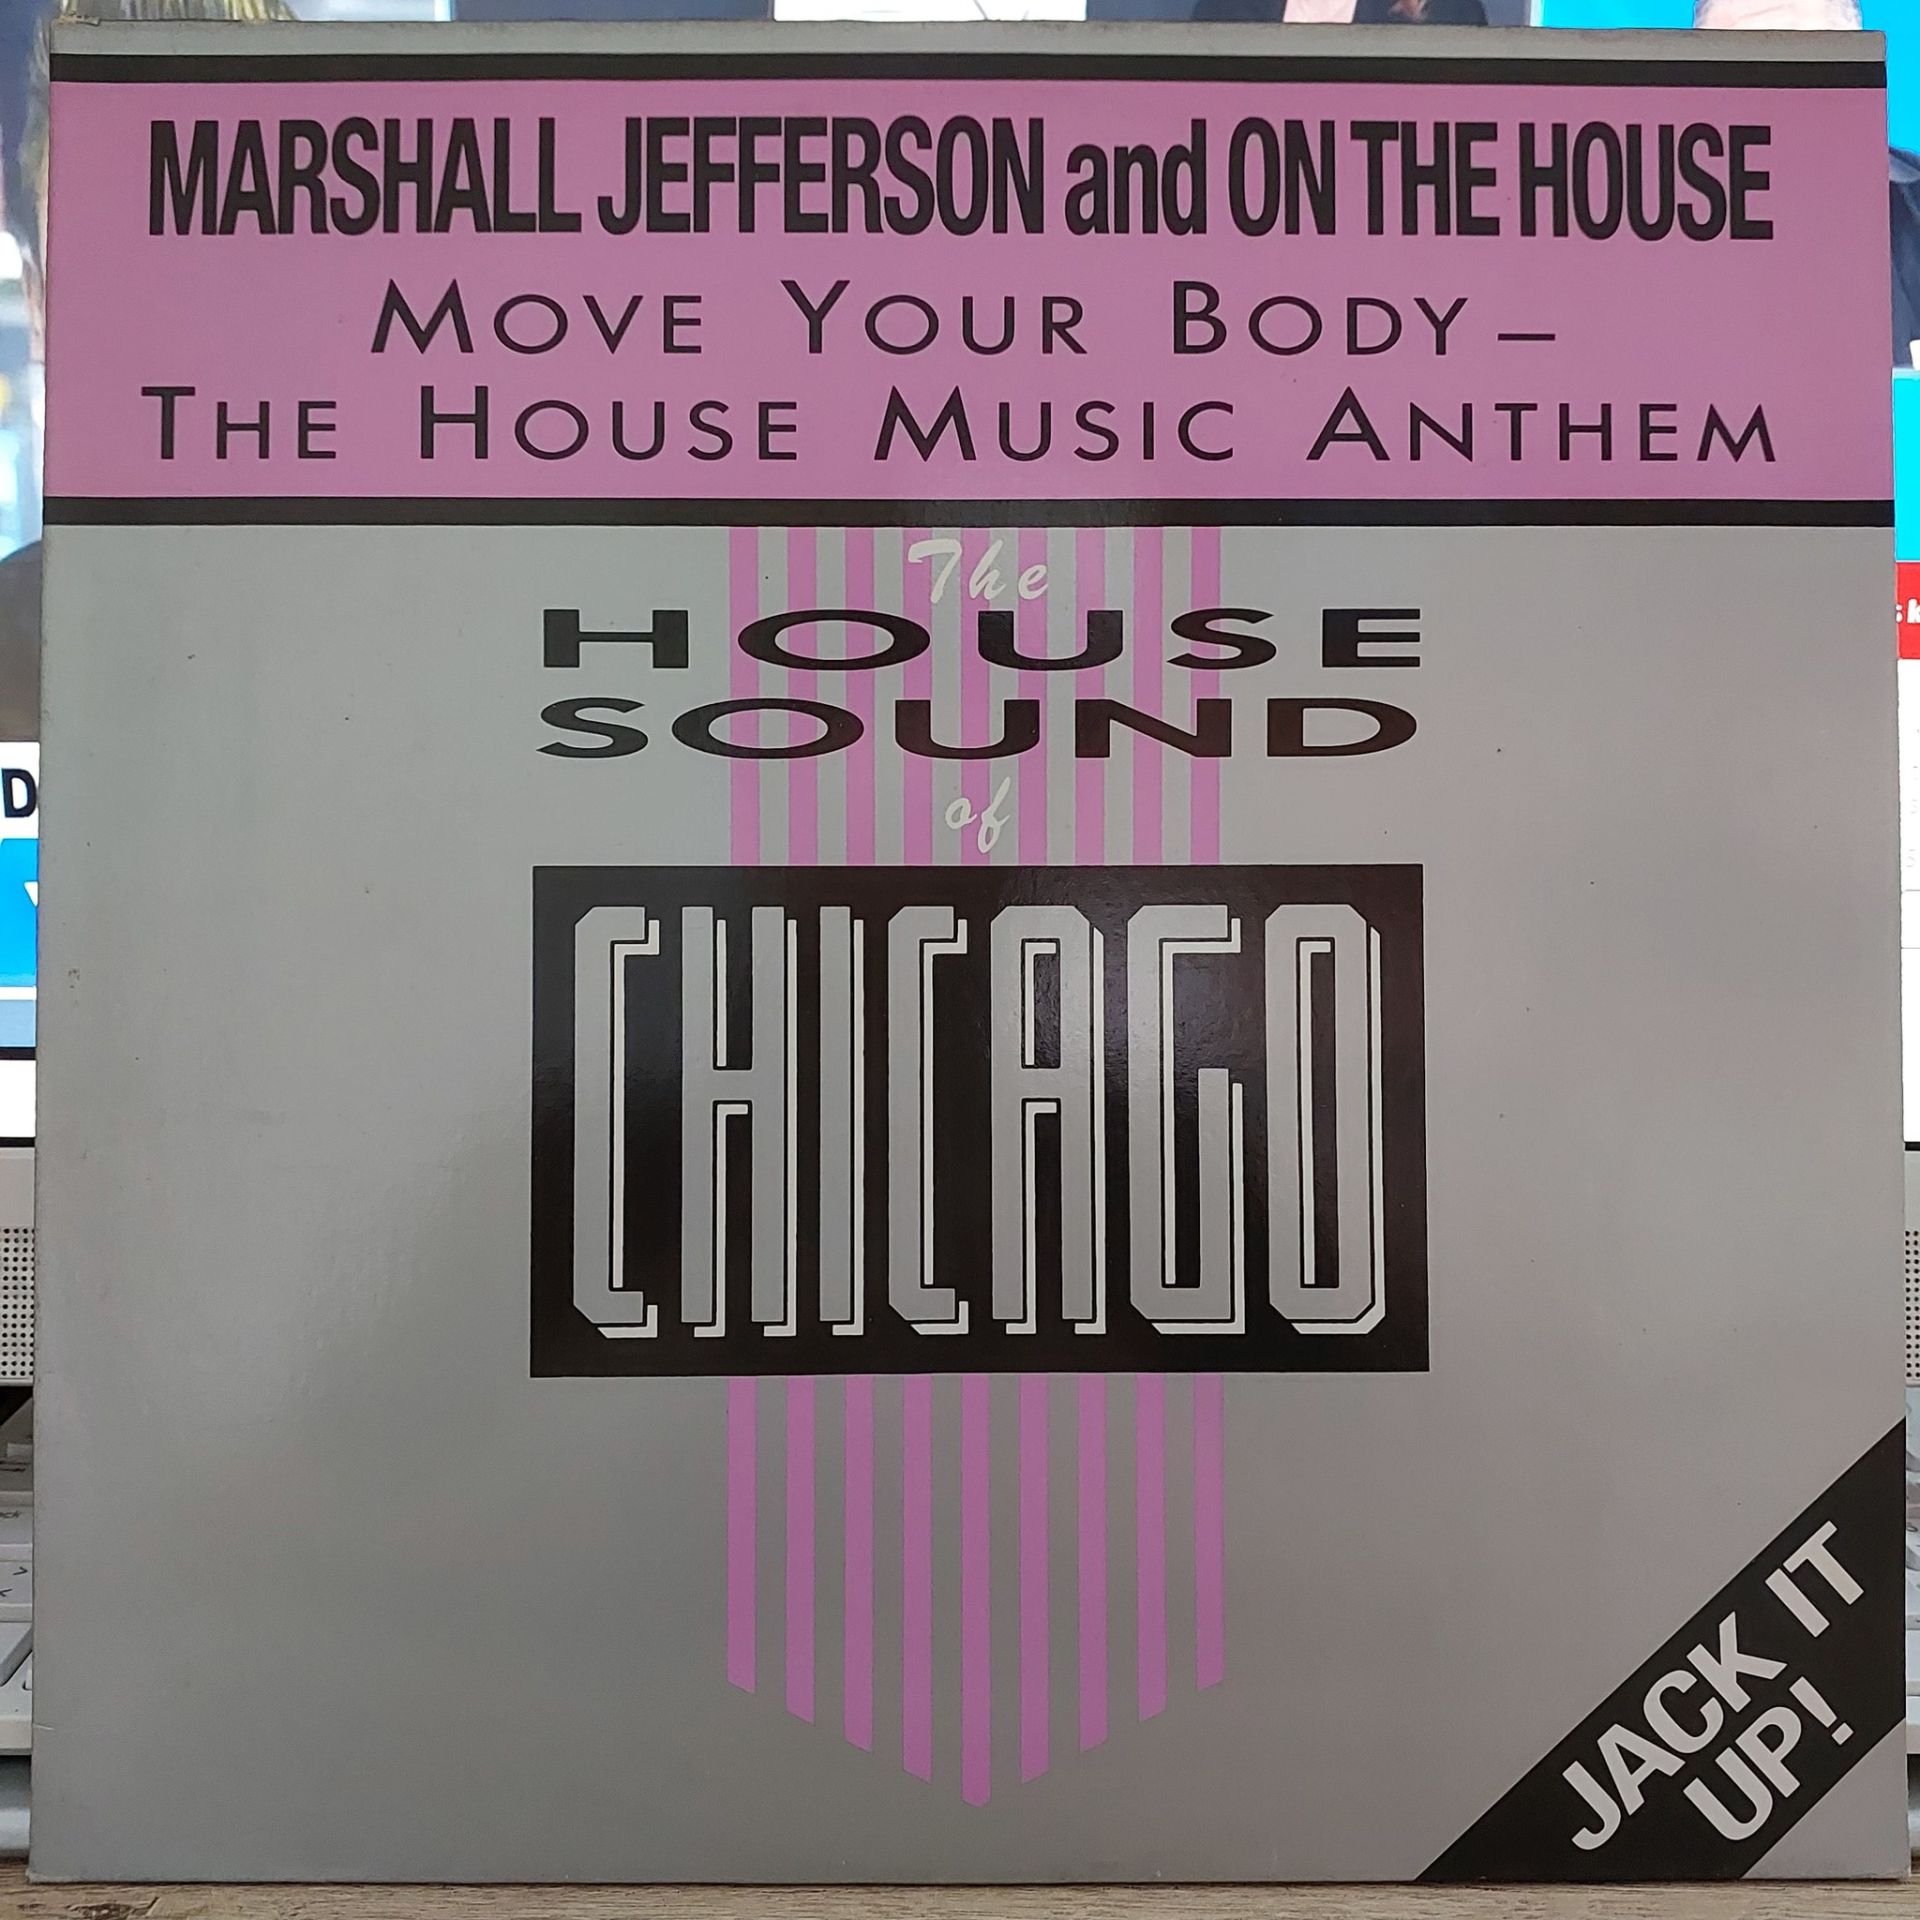 MARSHALL JEFFERSON and ON THE HOUSE
MOVE YOUR BODY –
THE HOUSE MUSIC ANTHEM
The
HOUSE
SOUND
of
CHICAGO
JACK IT
UP!